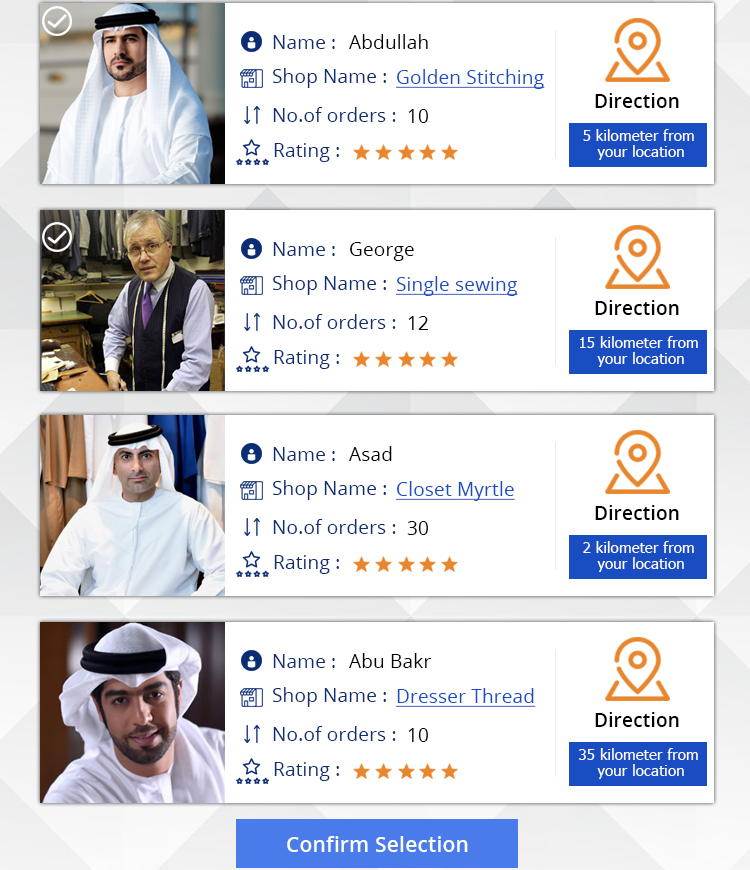 Name : Abdullah
Shop Name : Golden Stitching
No.of orders : 10
Rating :
Direction
5 kilometer from
your location
Name : George
Shop Name : Single sewing
No.of orders : 12
Rating :
Direction
15 kilometer from
your location
Name : Asad
Shop Name : Closet Myrtle
No.of orders : 30
Rating :
Direction
2 kilometer from
your location
Name : Abu Bakr
Shop Name : Dresser Thread
No.of orders : 10
Rating :
Direction
35 kilometer from
your location
Confirm Selection